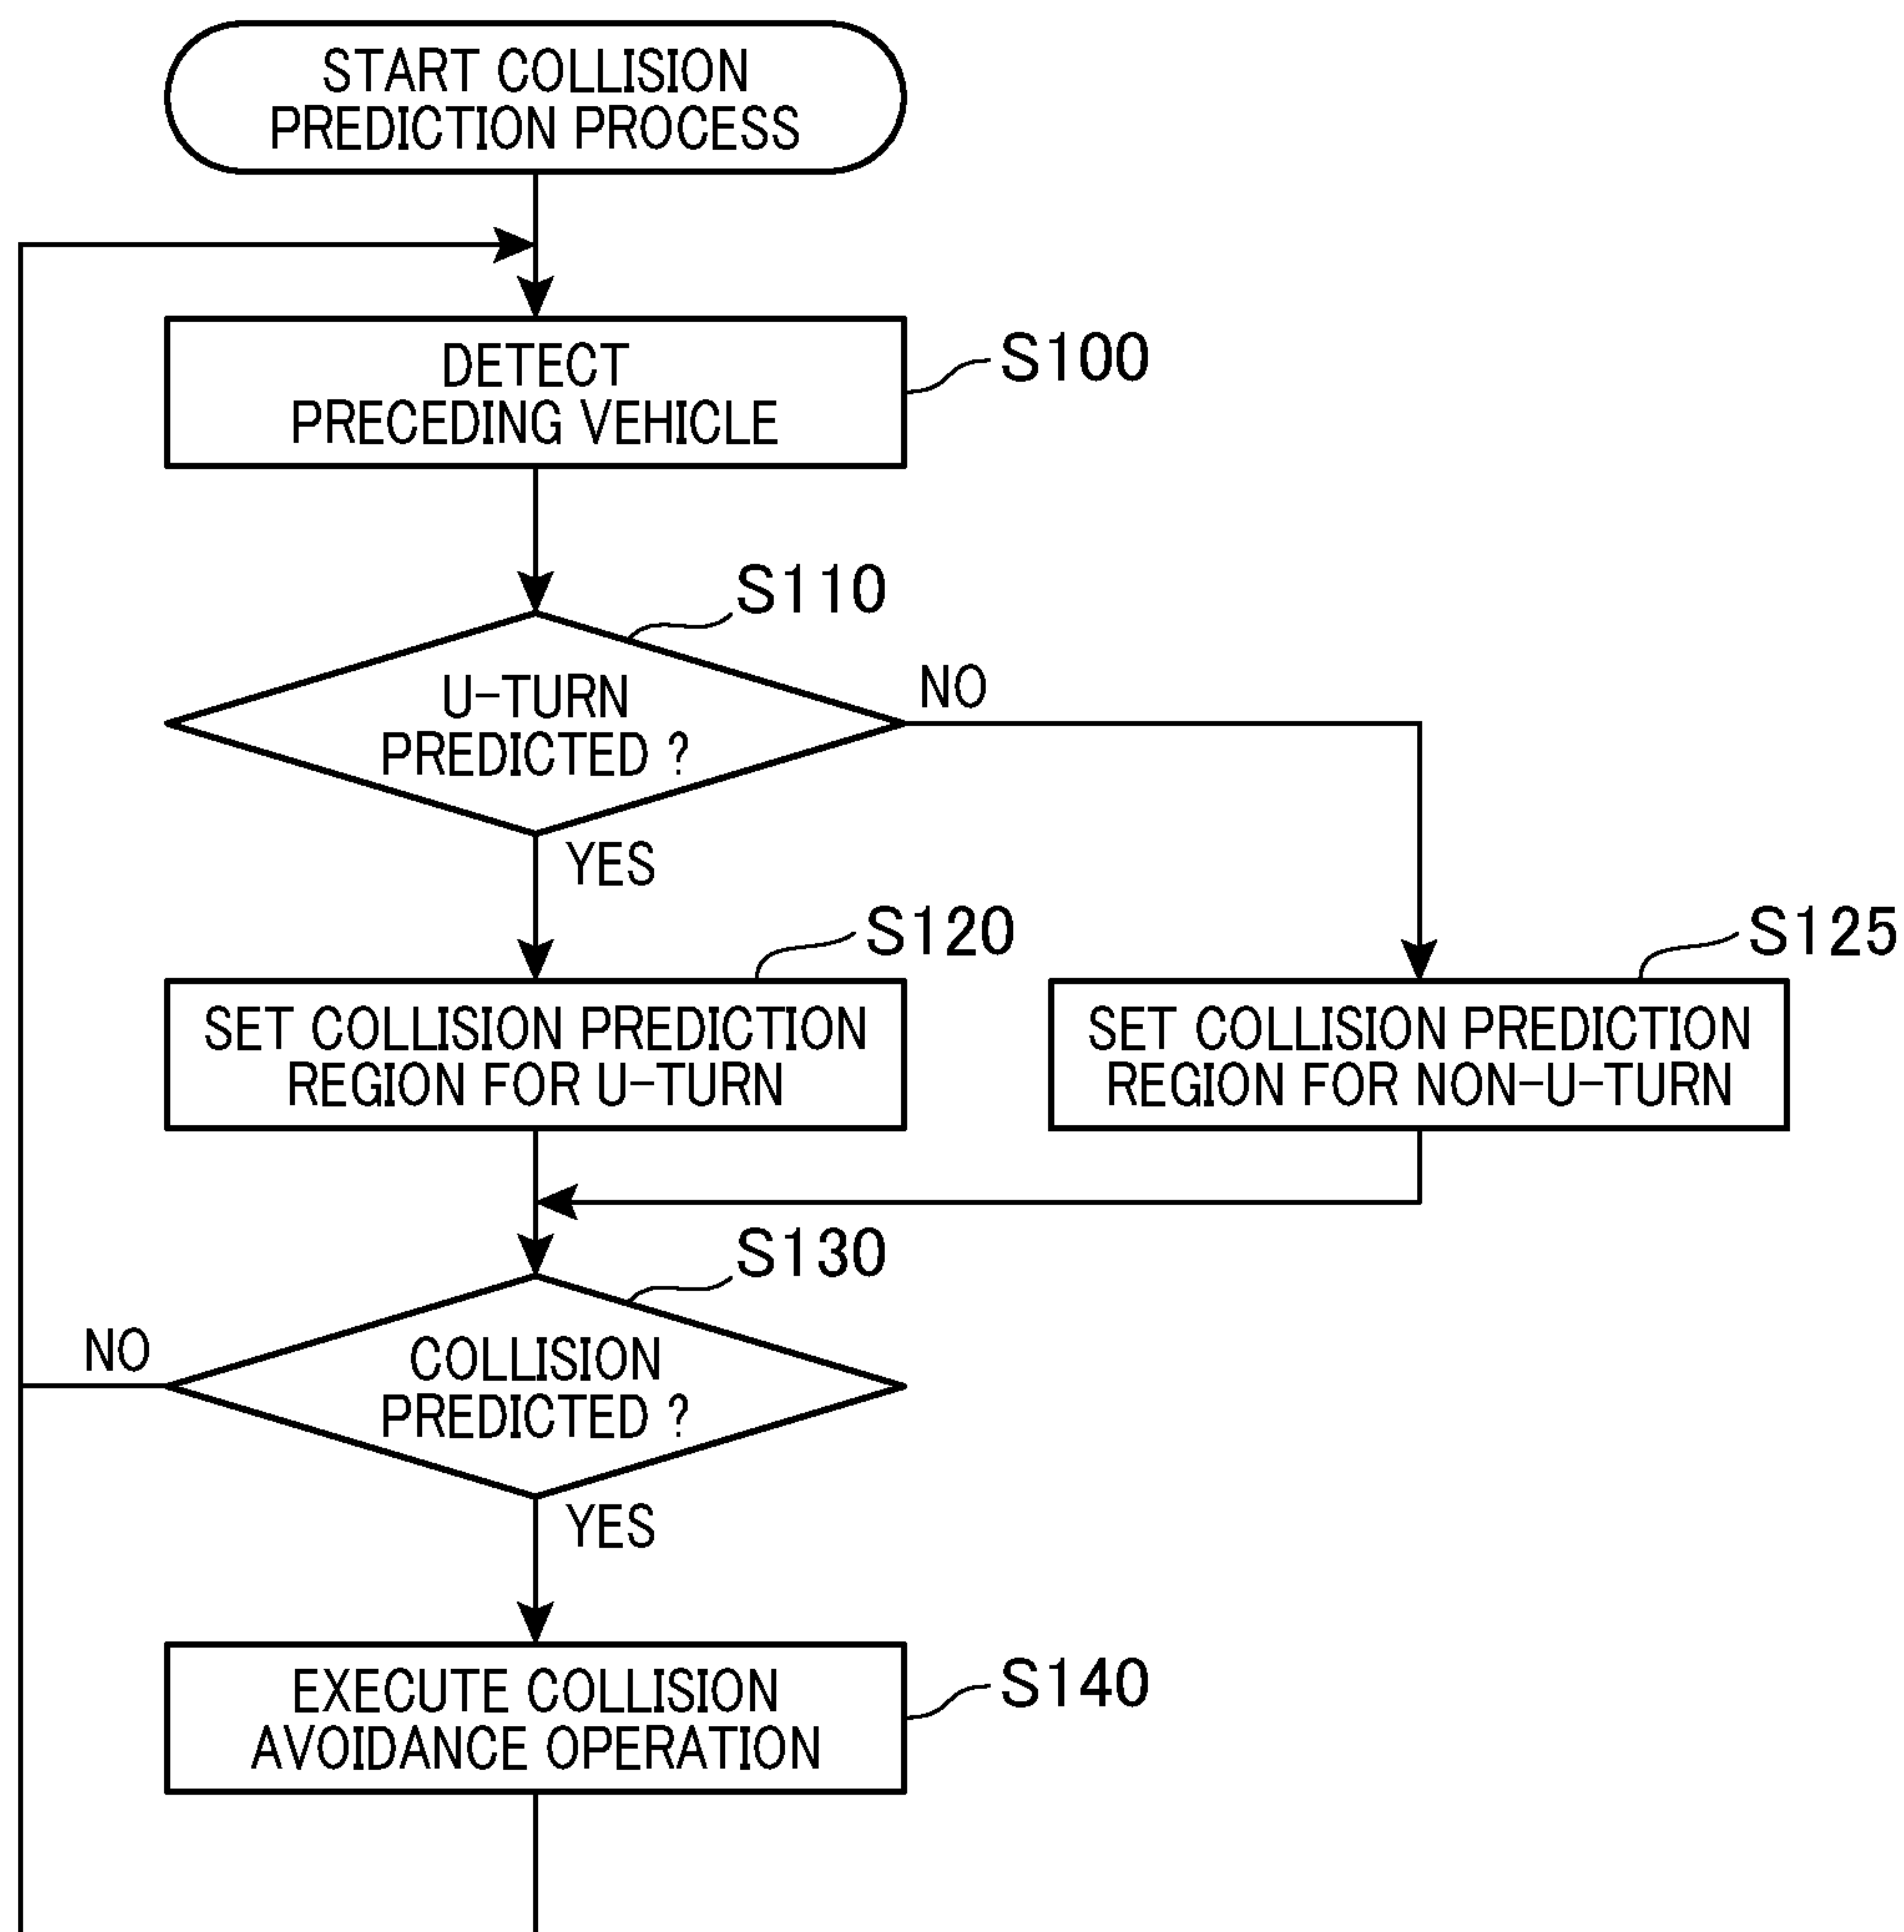 START COLLISION
PREDICTION PROCESS
DETECT
PRECEDING VEHICLE
S100
S110
U-TURN
PREDICTED ?
NO
YES
S120
SET COLLISION PREDICTION
REGION FOR U-TURN
S125
SET COLLISION PREDICTION
REGION FOR NON-U-TURN
S130
COLLISION
PREDICTED ?
NO
YES
EXECUTE COLLISION
AVOIDANCE OPERATION
S140